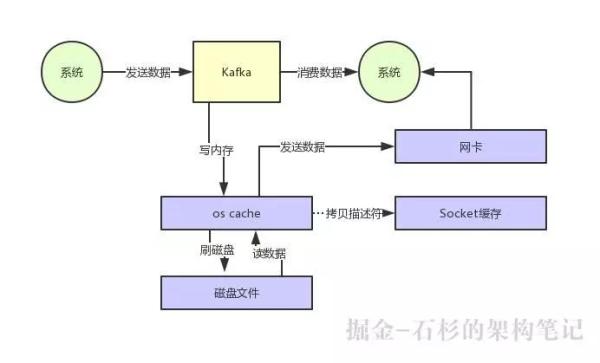 系统
发送数据
Kafka
消费数据
系统
写内存
发送数据
网卡
os cache
拷贝描述符
Socket缓存
刷磁盘
读数据
磁盘文件
掘金-石杉的架构笔记